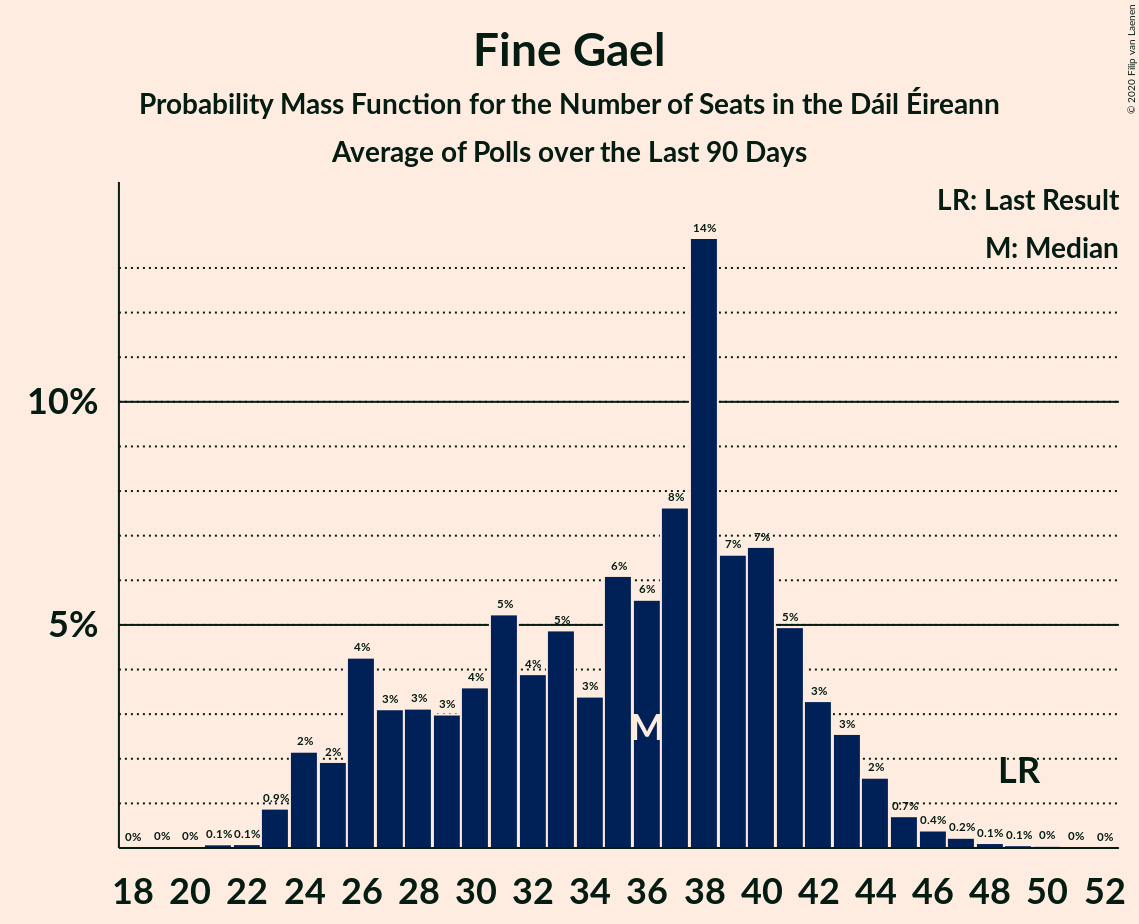 Fine Gael
Probability Mass Function for the Number of Seats in the Dáil Éireann
Average of Polls over the Last 90 Days
© 2020 Filip van Laenen
LR: Last Result
M: Median
10%
5%
0% 0% 0% 0.1% 0.1% 0.9% 2% 2% 4% 3% 3% 3% 4% 5% 4% 5% 3% 6% 6% 8% 14% 7% 7% 5% 3% 3% 2% 0.7% 0.4% 0.2% 0.1% 0.1% 0% 0% 0%
M
LR
18 20 22 24 26 28 30 32 34 36 38 40 42 44 46 48 50 52